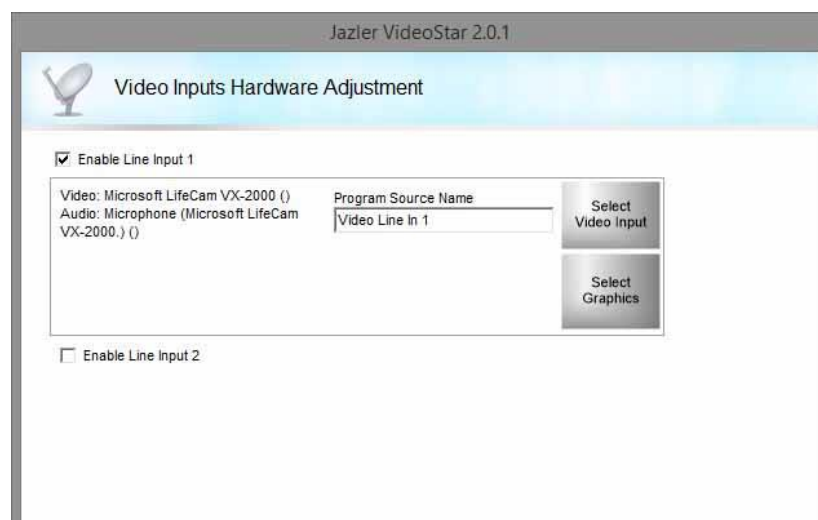 Jazler VideoStar 2.0.1
Video Inputs Hardware Adjustment
Enable Line Input 1
Video: Microsoft LifeCam VX-2000 ()
Audio: Microphone (Microsoft LifeCam
VX-2000.) ()
Program Source Name
Video Line In 1
Select
Video Input
Select
Graphics
Enable Line Input 2